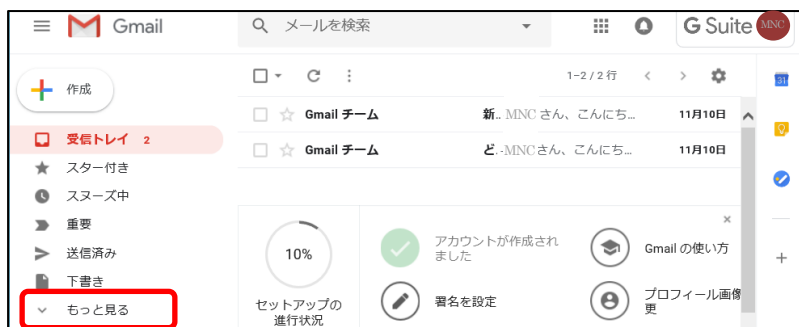 Gmail
メールを検索
G Suite
MNC
作成
1–2 / 2 行
31
受信トレイ 2
Gmail チーム 新.. MNC さん、こんにち... 11月10日
スター付き
Gmail チーム ど.-MNCさん、こんにち... 11月10日
スヌーズ中
重要
送信済み
下書き
もっと見る
10%
セットアップの
進行状況
アカウントが作成され
ました
Gmail の使い方
署名を設定
プロフィール画像
更